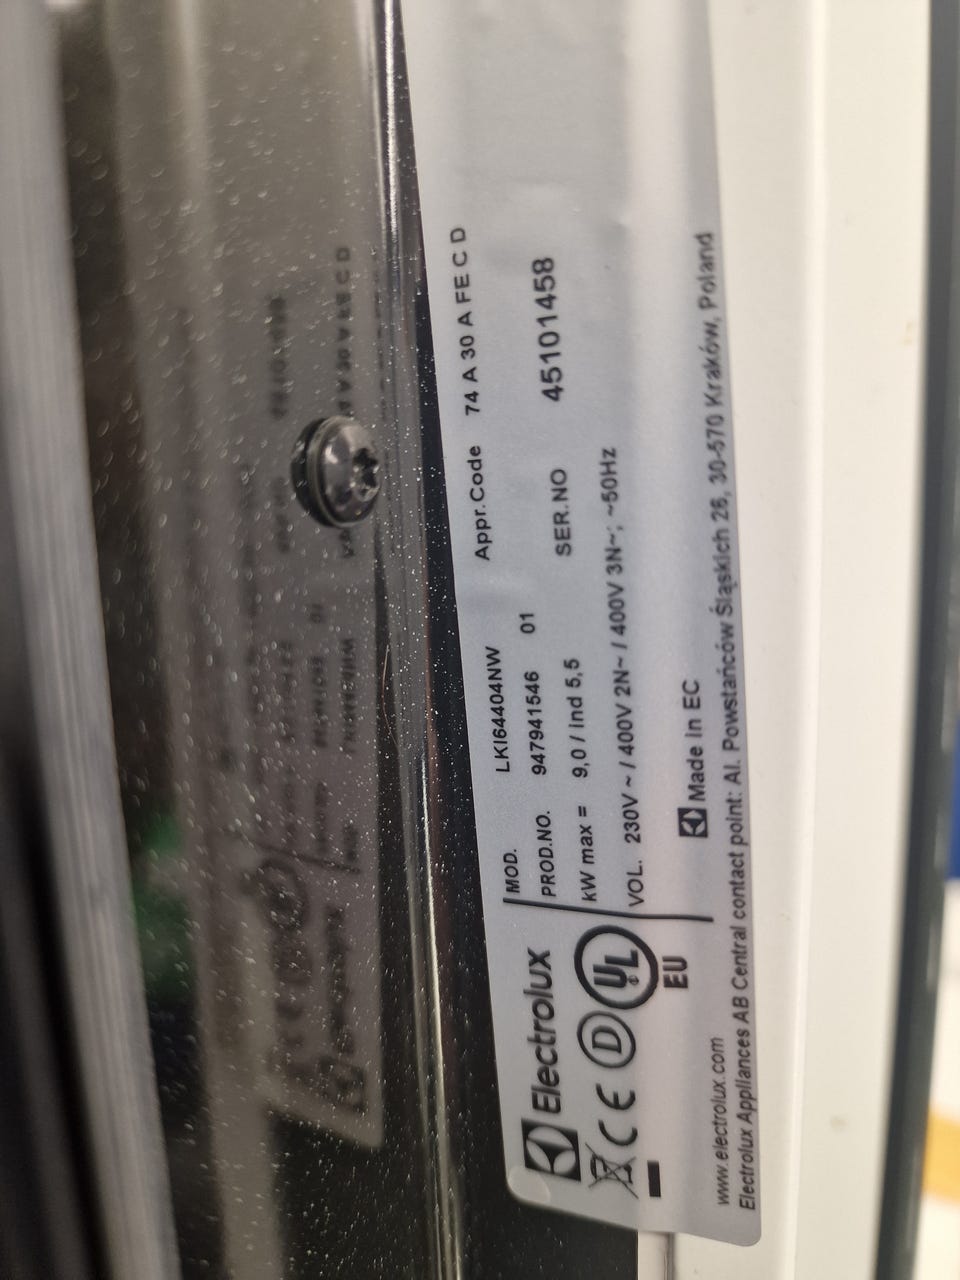 Electrolux
MOD. LKI64404NW Appr.Code 74 A 30 A FE C D
PROD.NO. 947941546 01 SER.NO 45101458
kW max = 9,0 / Ind 5,5
VOL. 230V ~ / 400V 2N~ / 400V 3N~; ~50Hz
CE D UL
EU
Made in EC
www.electrolux.com
Electrolux Appliances AB Central contact point: Al. Powstańców Śląskich 26, 30-570 Kraków, Poland